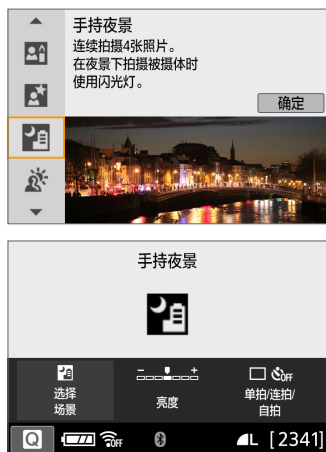 手持夜景
连续拍摄4张照片。
在夜景下拍摄被摄体时
使用闪光灯。
确定
手持夜景
选择
场景
亮度
OFF
单拍/连拍/
自拍
Q
OFF
L [2341]